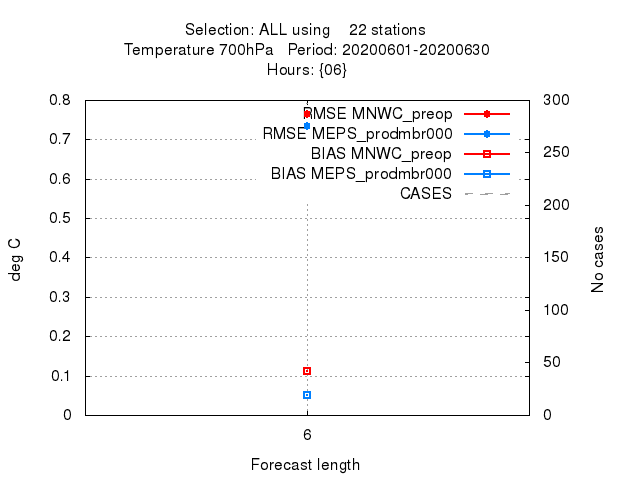 Selection: ALL using 22 stations
Temperature 700hPa Period: 20200601-20200630
Hours: {06}
RMSE MNWC_preop
RMSE MEPS_prodmbr000
BIAS MNWC_preop
BIAS MEPS_prodmbr000
CASES
0.8
0.7
0.6
0.5
0.4
0.3
0.2
0.1
0
deg C
300
250
200
150
100
50
0
No cases
6
Forecast length